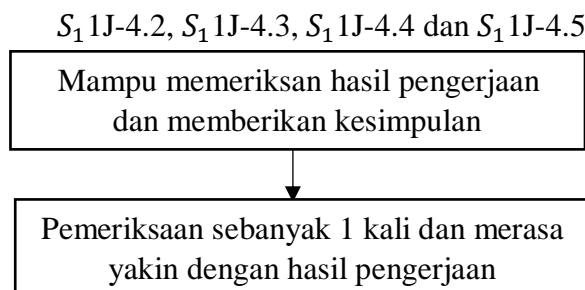 𝑆₁1J-4.2, 𝑆₁1J-4.3, 𝑆₁1J-4.4 dan 𝑆₁1J-4.5
Mampu memeriksan hasil pengerjaan
dan memberikan kesimpulan
Pemeriksaan sebanyak 1 kali dan merasa
yakin dengan hasil pengerjaan